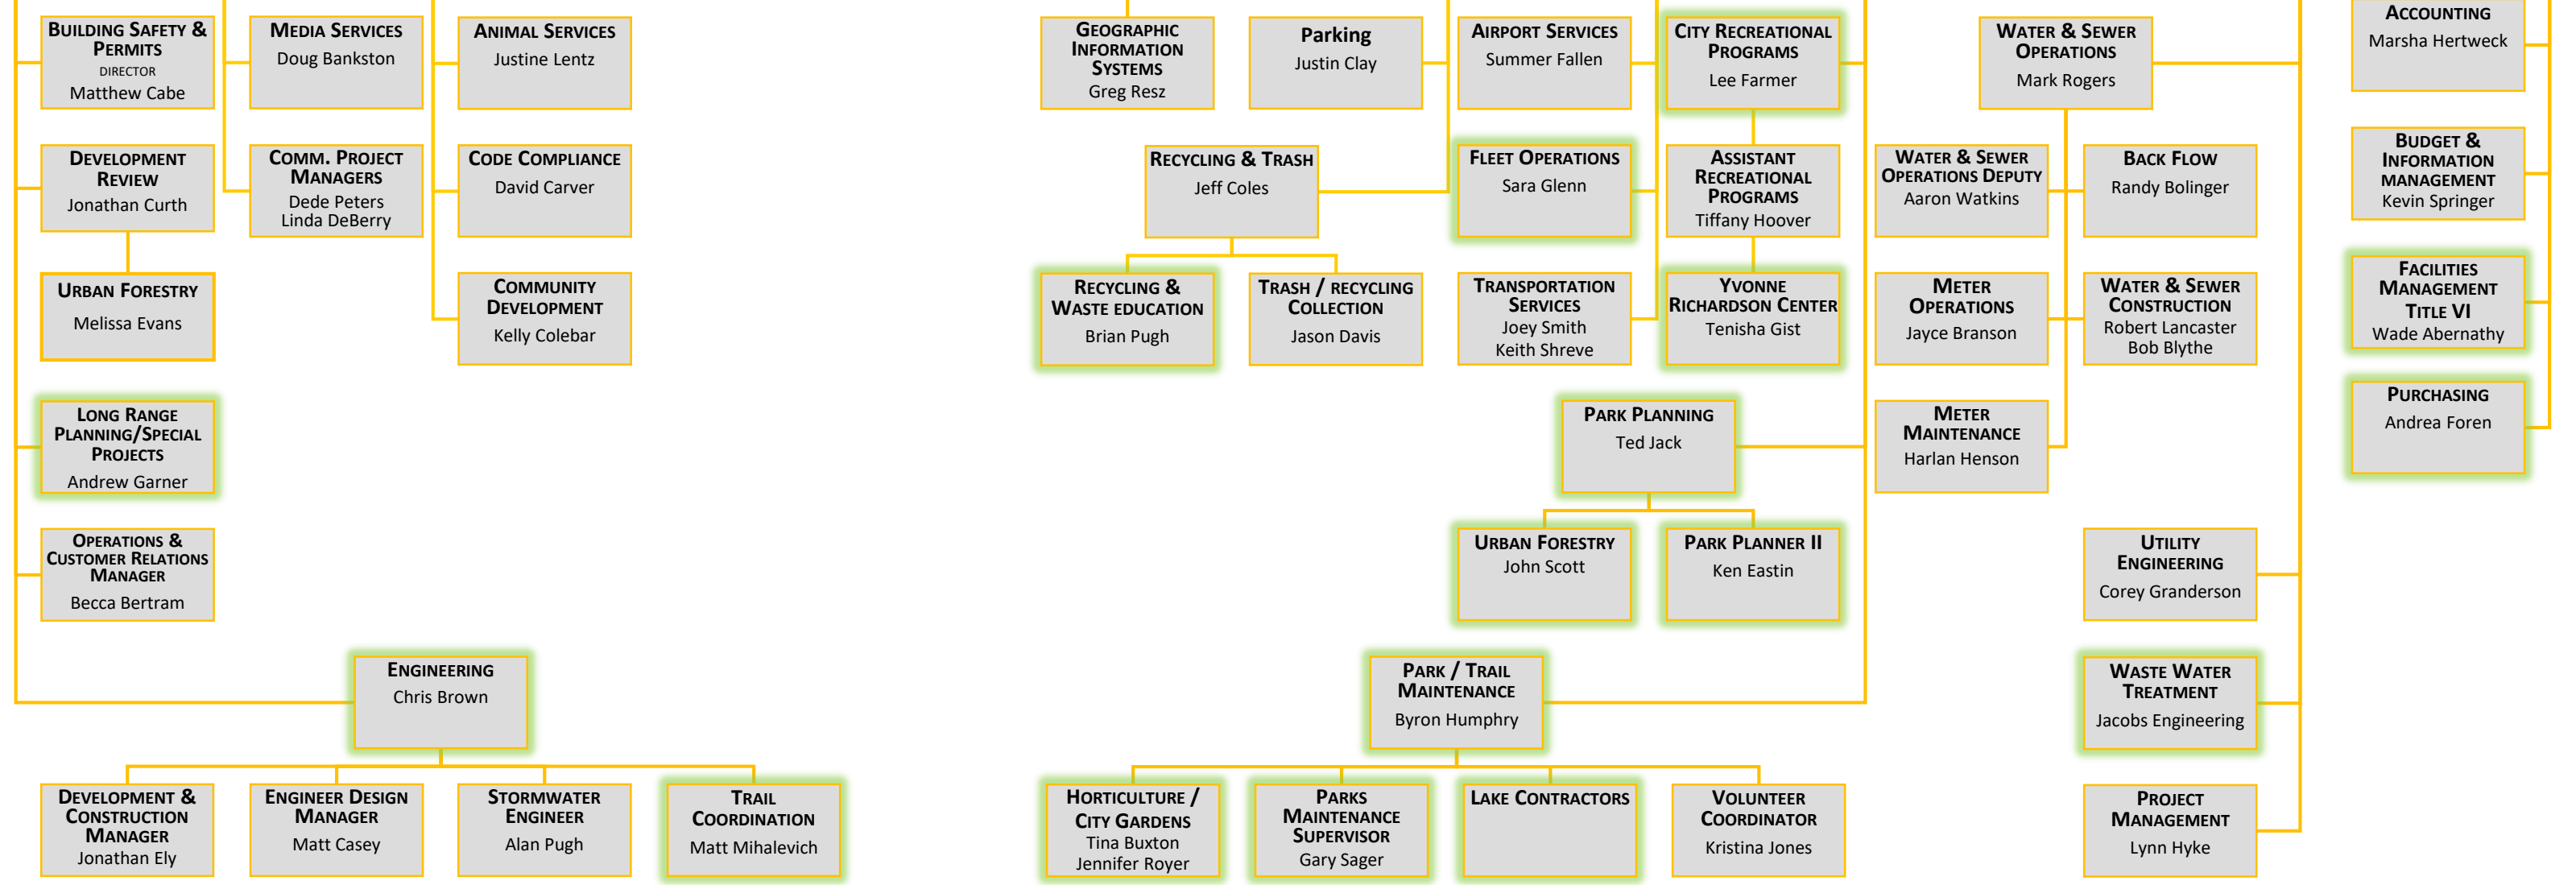 BUILDING SAFETY &
PERMITS
DIRECTOR
Matthew Cabe
MEDIA SERVICES
Doug Bankston
ANIMAL SERVICES
Justine Lentz
GEOGRAPHIC
INFORMATION
SYSTEMS
Greg Resz
Parking
Justin Clay
AIRPORT SERVICES
Summer Fallen
CITY RECREATIONAL
PROGRAMS
Lee Farmer
WATER & SEWER
OPERATIONS
Mark Rogers
ACCOUNTING
Marsha Hertweck
DEVELOPMENT
REVIEW
Jonathan Curth
COMM. PROJECT
MANAGERS
Dede Peters
Linda DeBerry
CODE COMPLIANCE
David Carver
RECYCLING & TRASH
Jeff Coles
FLEET OPERATIONS
Sara Glenn
ASSISTANT
RECREATIONAL
PROGRAMS
Tiffany Hoover
WATER & SEWER
OPERATIONS DEPUTY
Aaron Watkins
BACK FLOW
Randy Bolinger
BUDGET &
INFORMATION
MANAGEMENT
Kevin Springer
URBAN FORESTRY
Melissa Evans
COMMUNITY
DEVELOPMENT
Kelly Colebar
RECYCLING &
WASTE EDUCATION
Brian Pugh
TRASH / RECYCLING
COLLECTION
Jason Davis
TRANSPORTATION
SERVICES
Joey Smith
Keith Shreve
YVONNE
RICHARDSON CENTER
Tenisha Gist
METER
OPERATIONS
Jayce Branson
WATER & SEWER
CONSTRUCTION
Robert Lancaster
Bob Blythe
FACILITIES
MANAGEMENT
TITLE VI
Wade Abernathy
LONG RANGE
PLANNING/SPECIAL
PROJECTS
Andrew Garner
PARK PLANNING
Ted Jack
METER
MAINTENANCE
Harlan Henson
PURCHASING
Andrea Foren
OPERATIONS &
CUSTOMER RELATIONS
MANAGER
Becca Bertram
URBAN FORESTRY
John Scott
PARK PLANNER II
Ken Eastin
UTILITY
ENGINEERING
Corey Granderson
ENGINEERING
Chris Brown
PARK / TRAIL
MAINTENANCE
Byron Humphry
WASTE WATER
TREATMENT
Jacobs Engineering
DEVELOPMENT &
CONSTRUCTION
MANAGER
Jonathan Ely
ENGINEER DESIGN
MANAGER
Matt Casey
STORMWATER
ENGINEER
Alan Pugh
TRAIL
COORDINATION
Matt Mihalevich
HORTICULTURE /
CITY GARDENS
Tina Buxton
Jennifer Royer
PARKS
MAINTENANCE
SUPERVISOR
Gary Sager
LAKE CONTRACTORS
VOLUNTEER
COORDINATOR
Kristina Jones
PROJECT
MANAGEMENT
Lynn Hyke